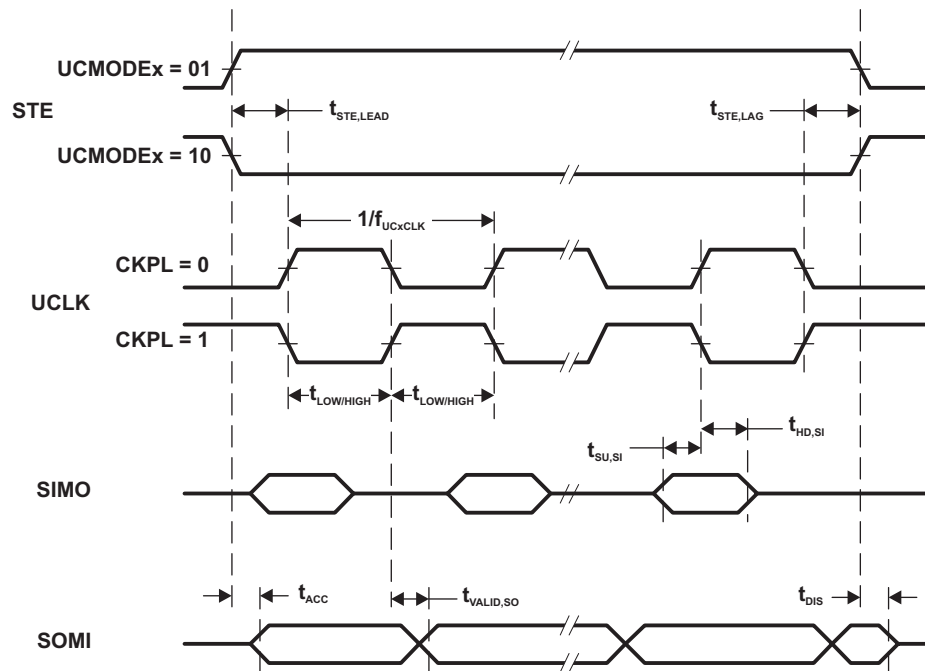 UCMODEx = 01
STE
tSTE,LEAD
tSTE,LAG
UCMODEx = 10
1/fUCxCLK
CKPL = 0
UCLK
CKPL = 1
tLOW/HIGH
tLOW/HIGH
tSU,SI
tHD,SI
SIMO
tACC
tVALID,SO
tDIS
SOMI